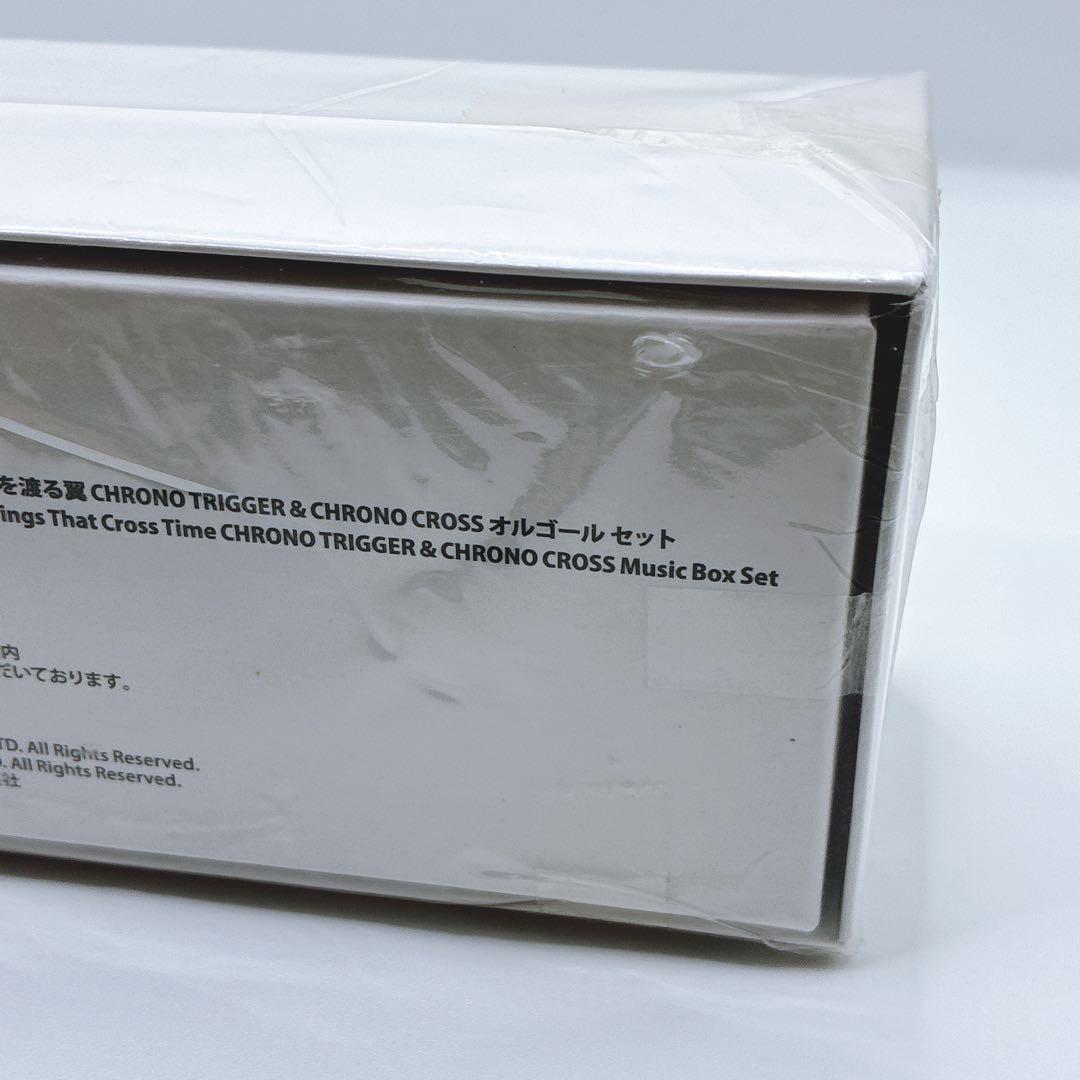 を渡る翼 CHRONO TRIGGER & CHRONO CROSS オルゴール セット
ings That Cross Time CHRONO TRIGGER & CHRONO CROSS Music Box Set
内
だいております。
TD. All Rights Reserved.
D. All Rights Reserved.
社